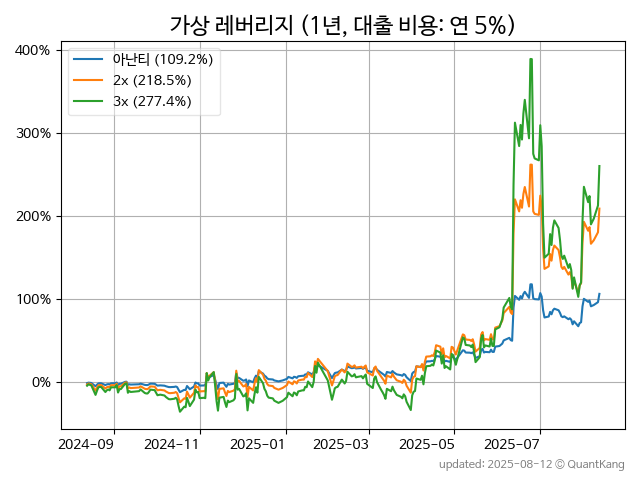 가상 레버리지 (1년, 대출 비용: 연 5%)
400%
300%
200%
100%
0%
아난티 (109.2%)
2x (218.5%)
3x (277.4%)
2024-09
2024-11
2025-01
2025-03
2025-05
2025-07
updated: 2025-08-12 © QuantKang